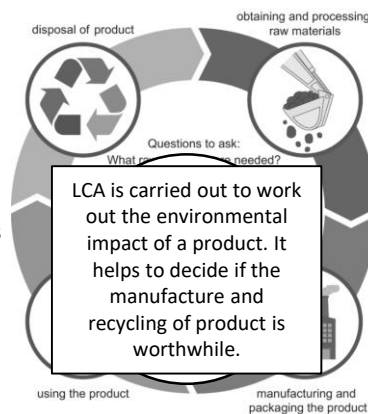 disposal of product
obtaining and processing
raw materials
Questions to ask:
What
needed?
LCA is carried out to work
out the environmental
impact of a product. It
helps to decide if the
manufacture and
recycling of product is
worthwhile.
using the product
manufacturing and
packaging the product